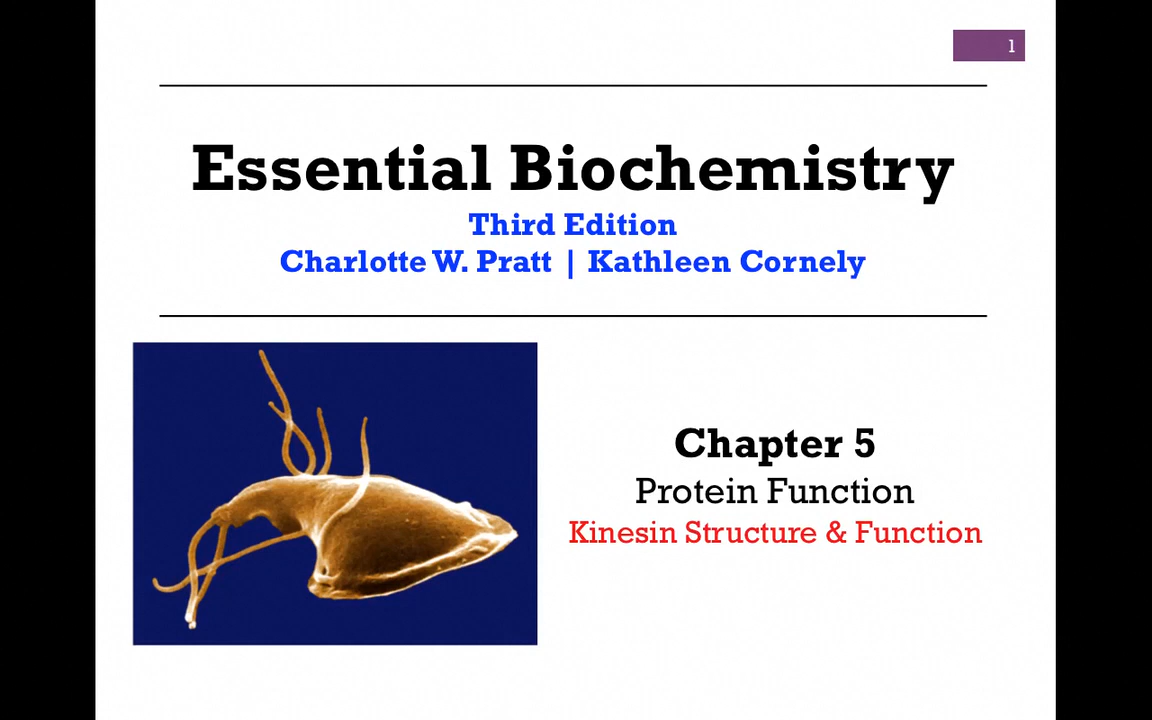 1
Essential Biochemistry
Third Edition
Charlotte W. Pratt | Kathleen Cornely
Chapter 5
Protein Function
Kinesin Structure & Function